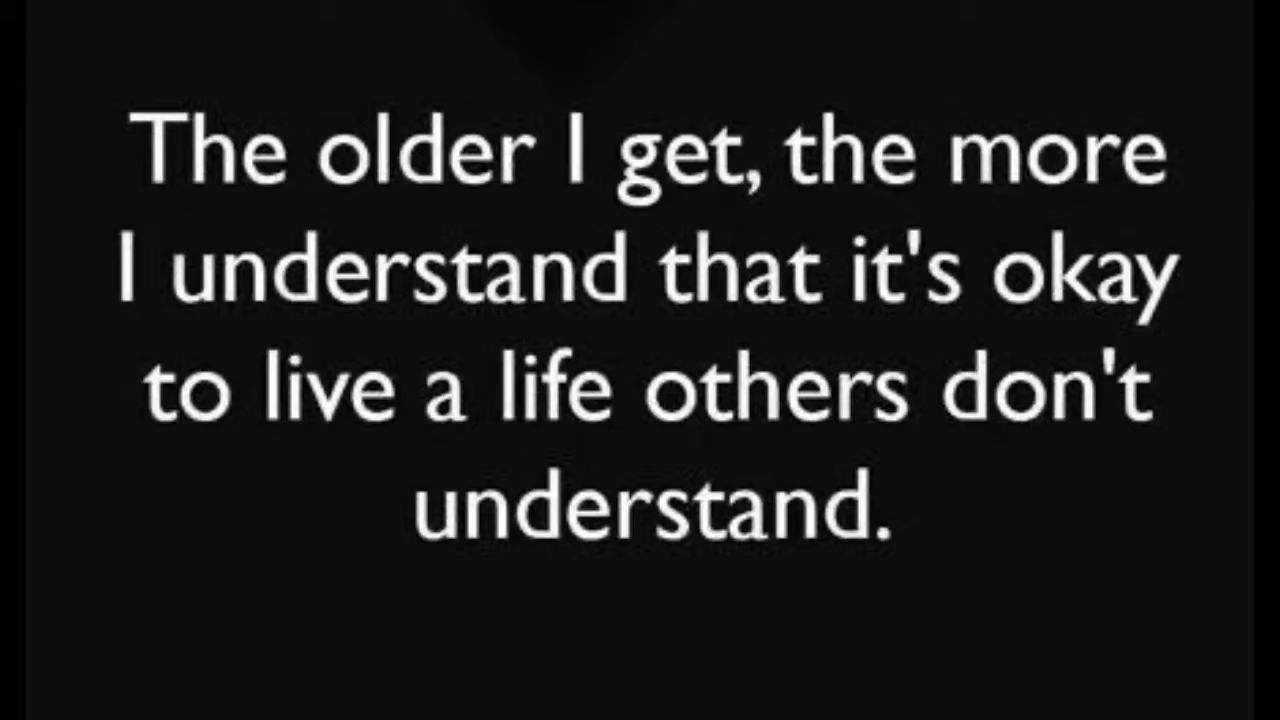 The older I get, the more
I understand that it's okay
to live a life others don't
understand.